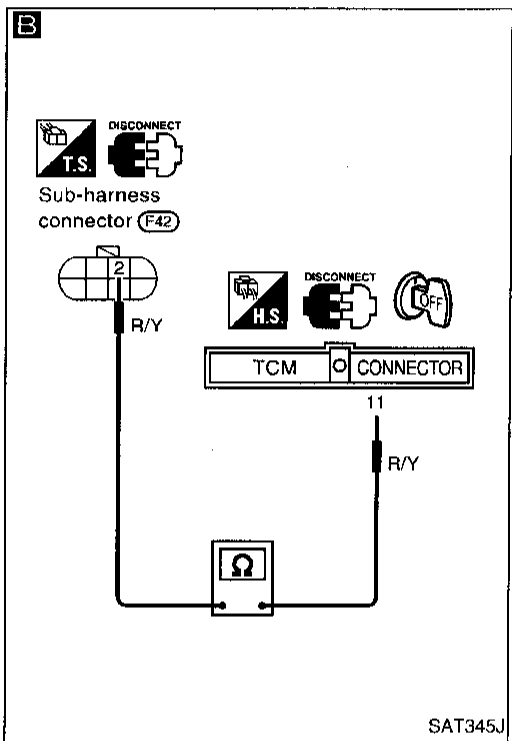 B
DISCONNECT
T.S.
Sub-harness
connector F42
2
R/Y
DISCONNECT
H.S.
OFF
TCM CONNECTOR
11
R/Y
Ω
SAT345J